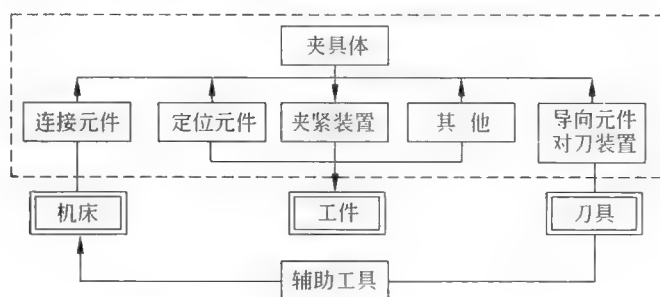 夹具体
连接元件
定位元件
夹紧装置
其他
导向元件
对刀装置
机床
工件
刀具
辅助工具